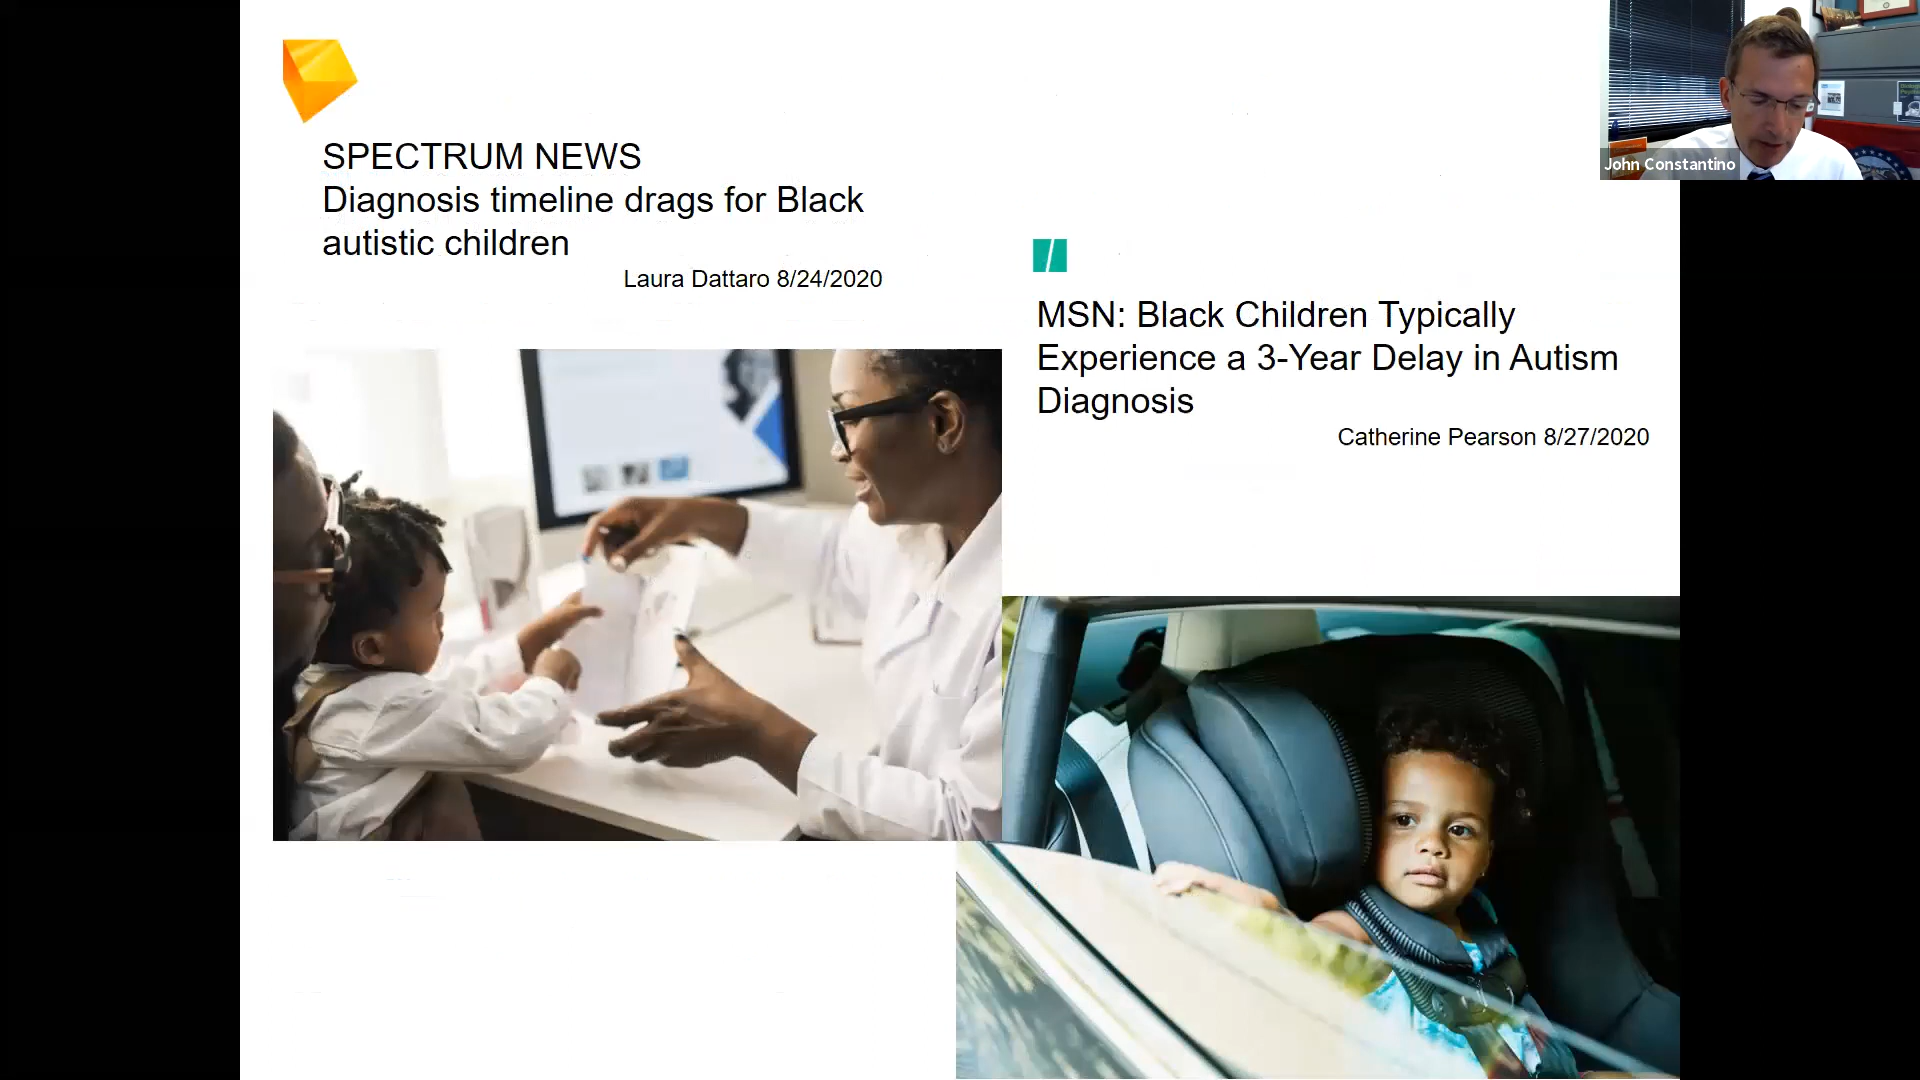 SPECTRUM NEWS
Diagnosis timeline drags for Black
autistic children
Laura Dattaro 8/24/2020
MSN: Black Children Typically
Experience a 3-Year Delay in Autism
Diagnosis
Catherine Pearson 8/27/2020
John Constantino